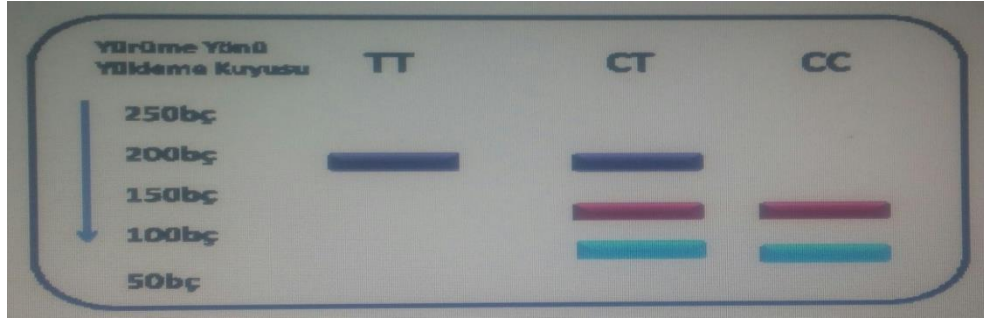 Yürüme Yönü
Yükleme Kuyusu
TT CT CC
250bç
200bç
150bç
100bç
50bç